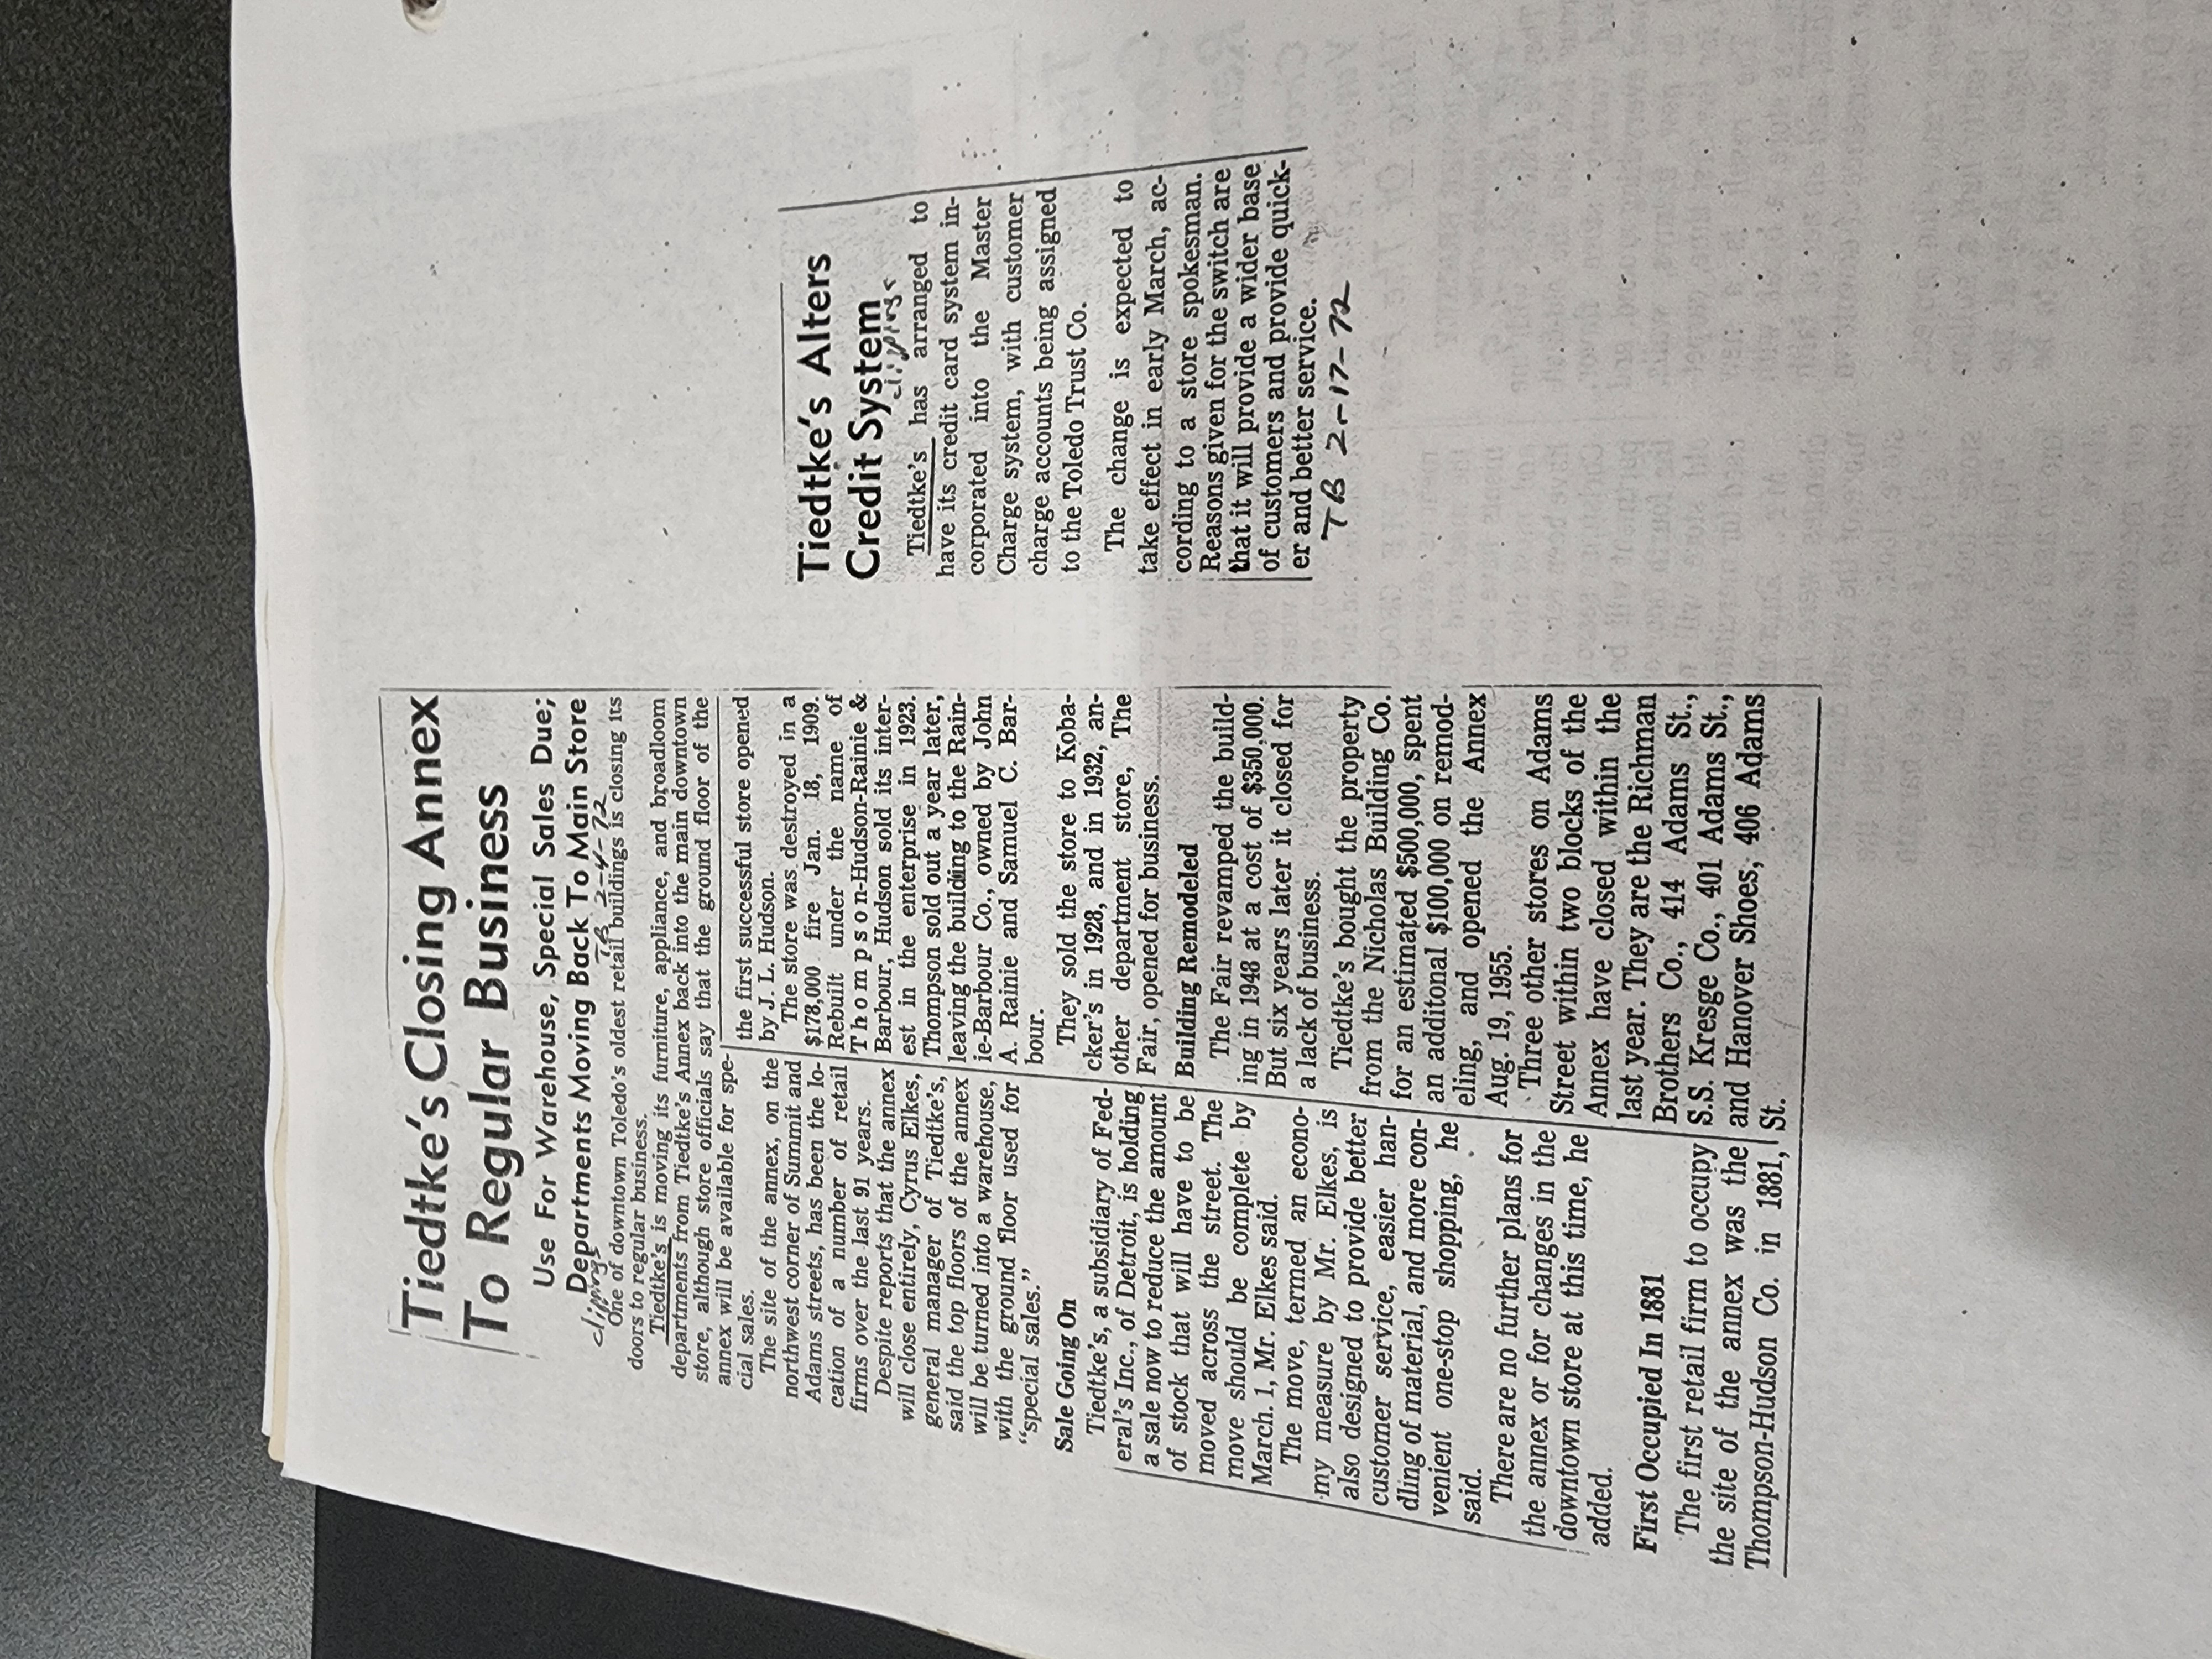 Tiedtke's Closing Annex
To Regular Business
Use For Warehouse, Special Sales Due;
Departments Moving Back To Main Store
clippings
TB 2-4-72
One of downtown Toledo's oldest retail buildings is closing its
doors to regular business.
Tiedtke's is moving its furniture, appliance, and broadloom
departments from Tiedtke's Annex back into the main downtown
store, although store officials say that the ground floor of the
annex will be available for spe-
cial sales.
The site of the annex, on the
northwest corner of Summit and
Adams streets, has been the lo-
cation of a number of retail
firms over the last 91 years.
Despite reports that the annex
will close entirely, Cyrus Elkes,
general manager of Tiedtke's,
said the top floors of the annex
will be turned into a warehouse,
with the ground floor used for
“special sales.”
Sale Going On
Tiedtke's, a subsidiary of Fed-
eral's Inc., of Detroit, is holding
a sale now to reduce the amount
of stock that will have to be
moved across the street. The
move should be complete by
March. 1, Mr. Elkes said.
The move, termed an econo-
my measure by Mr. Elkes, is
also designed to provide better
customer service, easier han-
dling of material, and more con-
venient one-stop shopping, he
said.
There are no further plans for
the annex or for changes in the
downtown store at this time, he
added.
First Occupied In 1881
The first retail firm to occupy
the site of the annex was the
Thompson-Hudson Co. in 1881,
the first successful store opened
by J. L. Hudson.
The store was destroyed in a
$178,000 fire Jan. 18, 1909.
Rebuilt under the name of
Thompson-Hudson-Rainie &
Barbour, Hudson sold its inter-
est in the enterprise in 1923.
Thompson sold out a year later,
leaving the building to the Rain-
ie-Barbour Co., owned by John
A. Rainie and Samuel C. Bar-
bour.
They sold the store to Koba-
cker's in 1928, and in 1932, an-
other department store, The
Fair, opened for business.
Building Remodeled
The Fair revamped the build-
ing in 1948 at a cost of $350,000.
But six years later it closed for
a lack of business.
Tiedtke's bought the property
from the Nicholas Building Co.
for an estimated $500,000, spent
an additonal $100,000 on remod-
eling, and opened the Annex
Aug. 19, 1955.
Three other stores on Adams
Street within two blocks of the
Annex have closed within the
last year. They are the Richman
Brothers Co., 414 Adams St.,
S.S. Kresge Co., 401 Adams St.,
and Hanover Shoes, 406 Adams
St.
Tiedtke's Alters
Credit System
clippings
Tiedtke's has arranged to
have its credit card system in-
corporated into the Master
Charge system, with customer
charge accounts being assigned
to the Toledo Trust Co.
The change is expected to
take effect in early March, ac-
cording to a store spokesman.
Reasons given for the switch are
that it will provide a wider base
of customers and provide quick-
er and better service.
TB 2-17-72